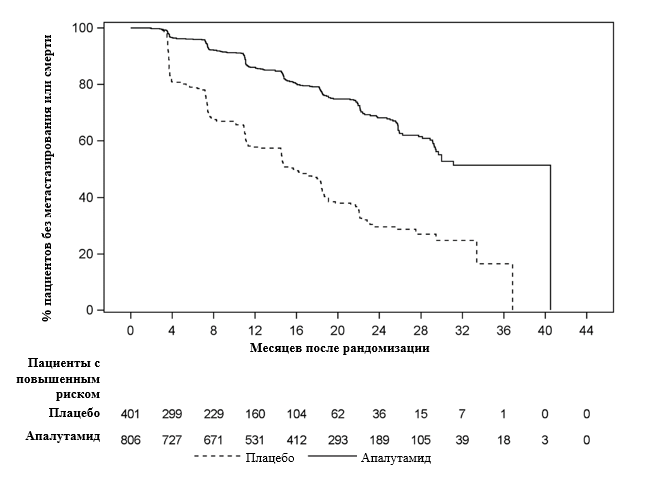 % пациентов без метастазирования или смерти
100
80
60
40
20
0
0 4 8 12 16 20 24 28 32 36 40 44
Месяцев после рандомизации
Пациенты с
повышенным
риском
Плацебо 401 299 229 160 104 62 36 15 7 1 0 0
Апалутамид 806 727 671 531 412 293 189 105 39 18 3 0
Плацебо Апалутамид